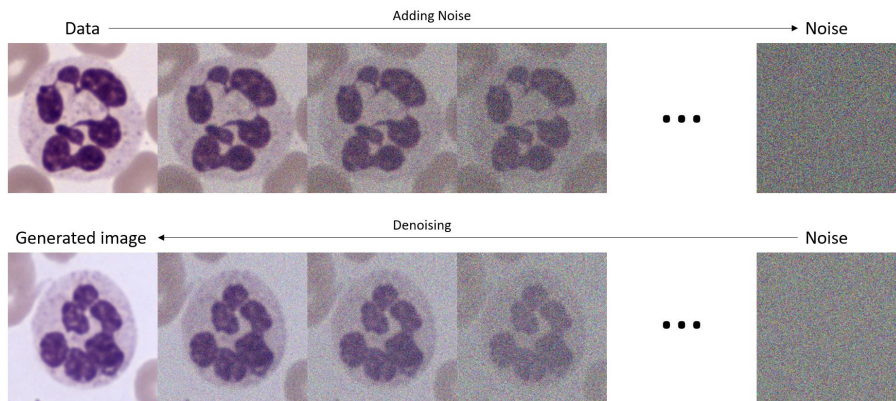 Adding Noise
Data
Noise
Denoising
Generated image
Noise